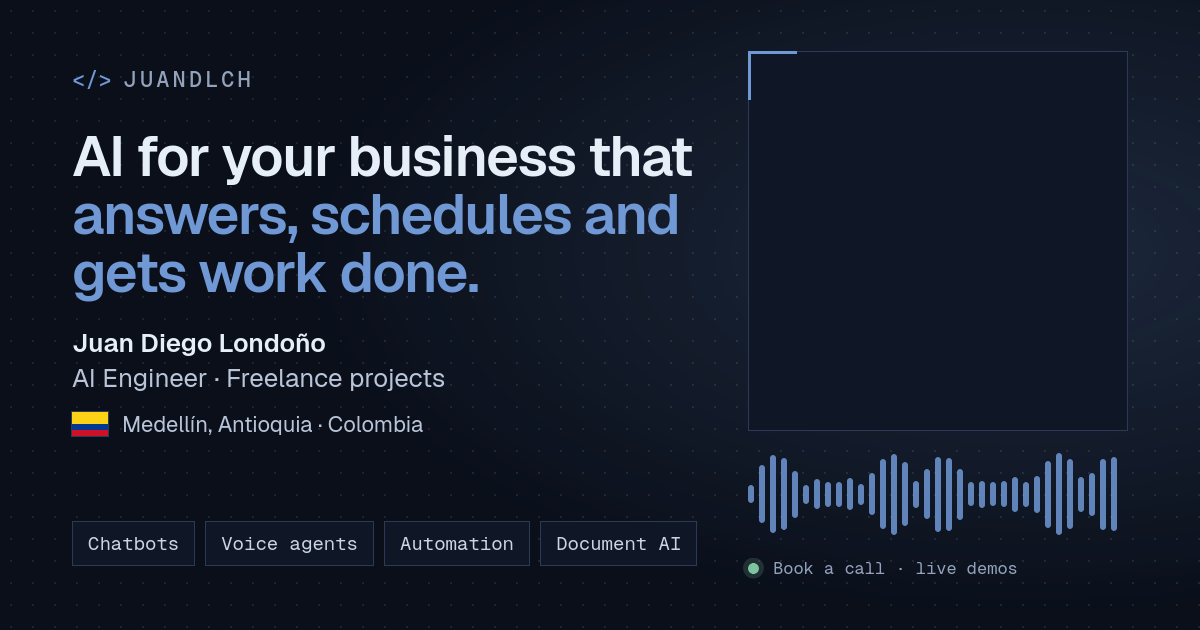 </> JUANDLCH
AI for your business that
answers, schedules and
gets work done.
Juan Diego Londoño
AI Engineer · Freelance projects
Medellín, Antioquia · Colombia
Chatbots
Voice agents
Automation
Document AI
Book a call · live demos